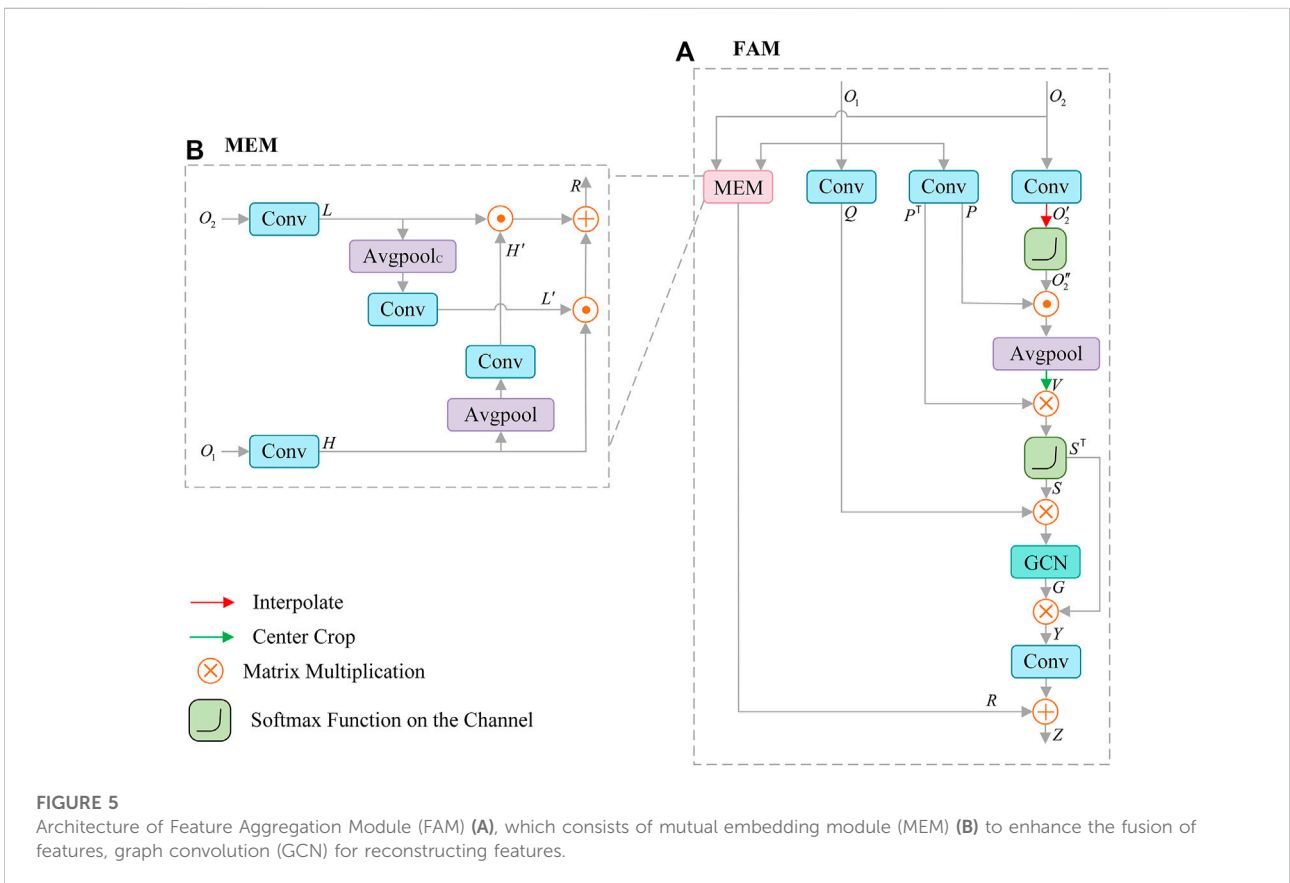 A FAM
O₁
O₂
B MEM
MEM
Conv
Conv
Conv
Q
Pᵀ
P
O₂′
O₂″
Avgpool
V
Sᵀ
S
GCN
G
Y
Conv
R
Z
R
O₂
Conv
L
Avgpoolc
H′
Conv
L′
Conv
Avgpool
O₁
Conv
H
Interpolate
Center Crop
Matrix Multiplication
Softmax Function on the Channel
FIGURE 5
Architecture of Feature Aggregation Module (FAM) (A), which consists of mutual embedding module (MEM) (B) to enhance the fusion of
features, graph convolution (GCN) for reconstructing features.